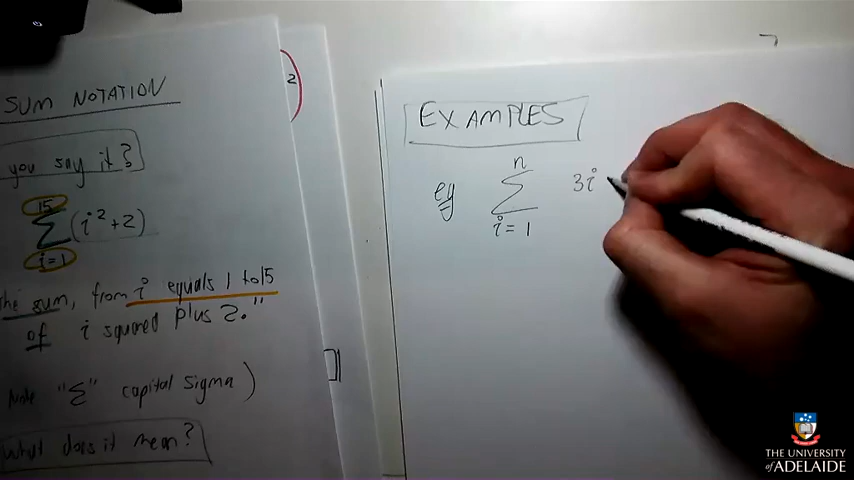 SUM NOTATION
you say it?
15
Σ(i²+2)
i=1
the sum, from i equals 1 to 15
of i squared plus 2."
Note "Σ" capital sigma)
What does it mean?
2
EXAMPLES
eg
n
Σ 3i
i=1
THE UNIVERSITY
of ADELAIDE